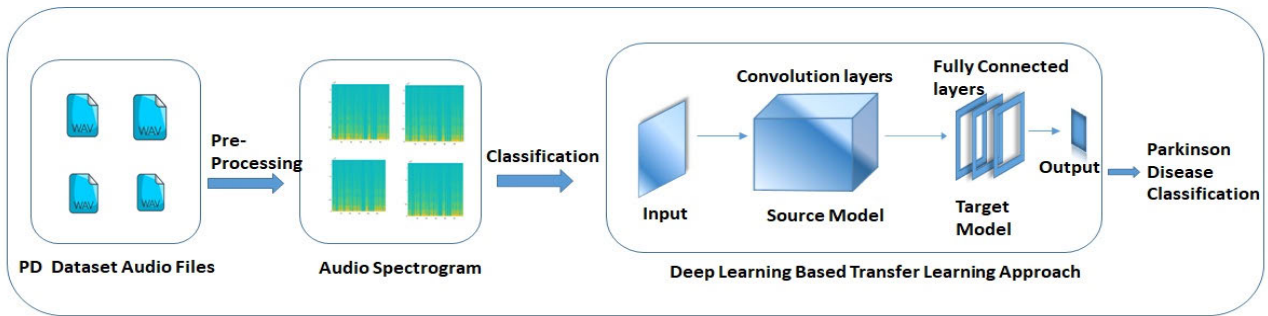 WAV
WAV
WAV
WAV
PD Dataset Audio Files
Pre-
Processing
Audio Spectrogram
Classification
Convolution layers
Fully Connected
layers
Input
Source Model
Target
Model
Output
Deep Learning Based Transfer Learning Approach
Parkinson
Disease
Classification